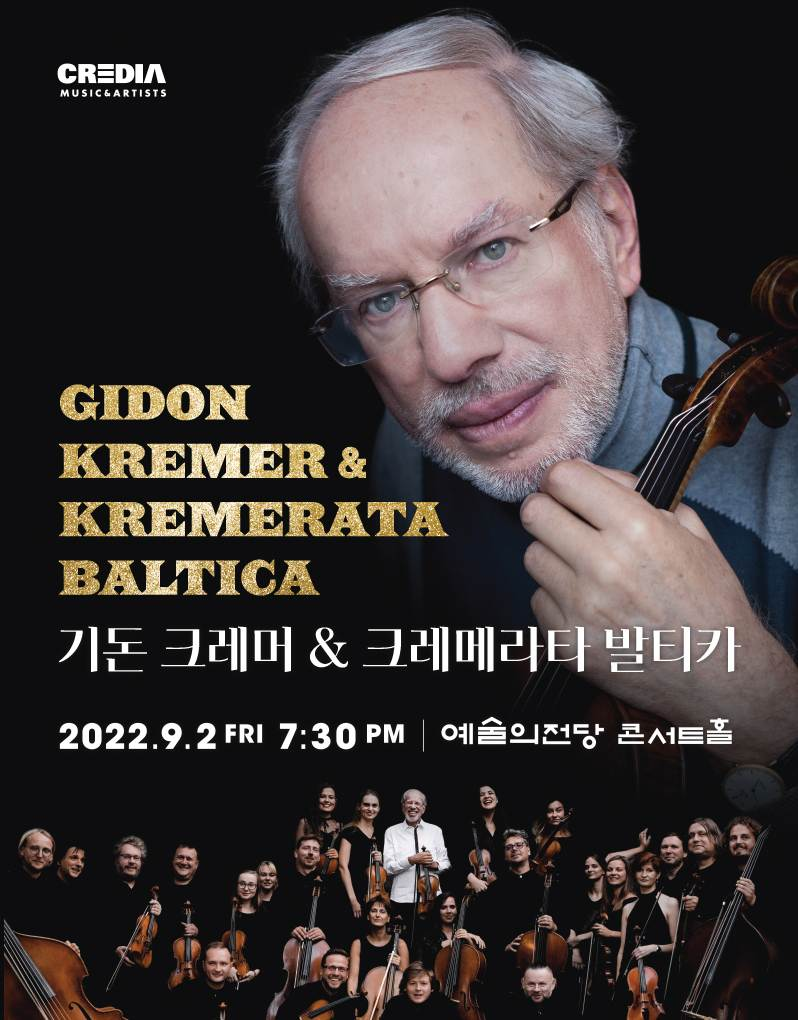 CREDIA
MUSIC&ARTISTS
GIDON
KREMER &
KREMERATA
BALTICA
기돈 크레머 & 크레메라타 발티카
2022.9.2 FRI 7:30 PM | 예술의전당 콘서트홀